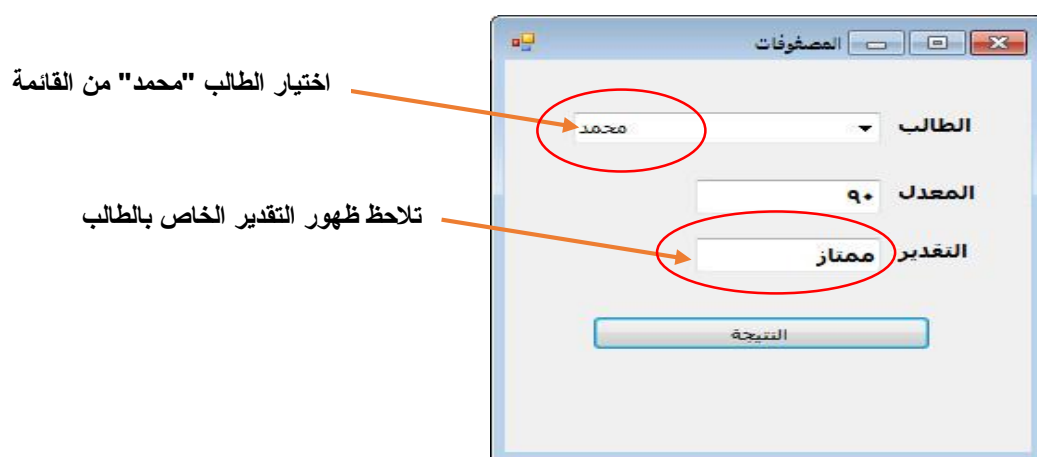 المصفوفات
اختيار الطالب "محمد" من القائمة
الطالب
محمد
المعدل
٩٠
تلاحظ ظهور التقدير الخاص بالطالب
التقدير
ممتاز
النتيجة